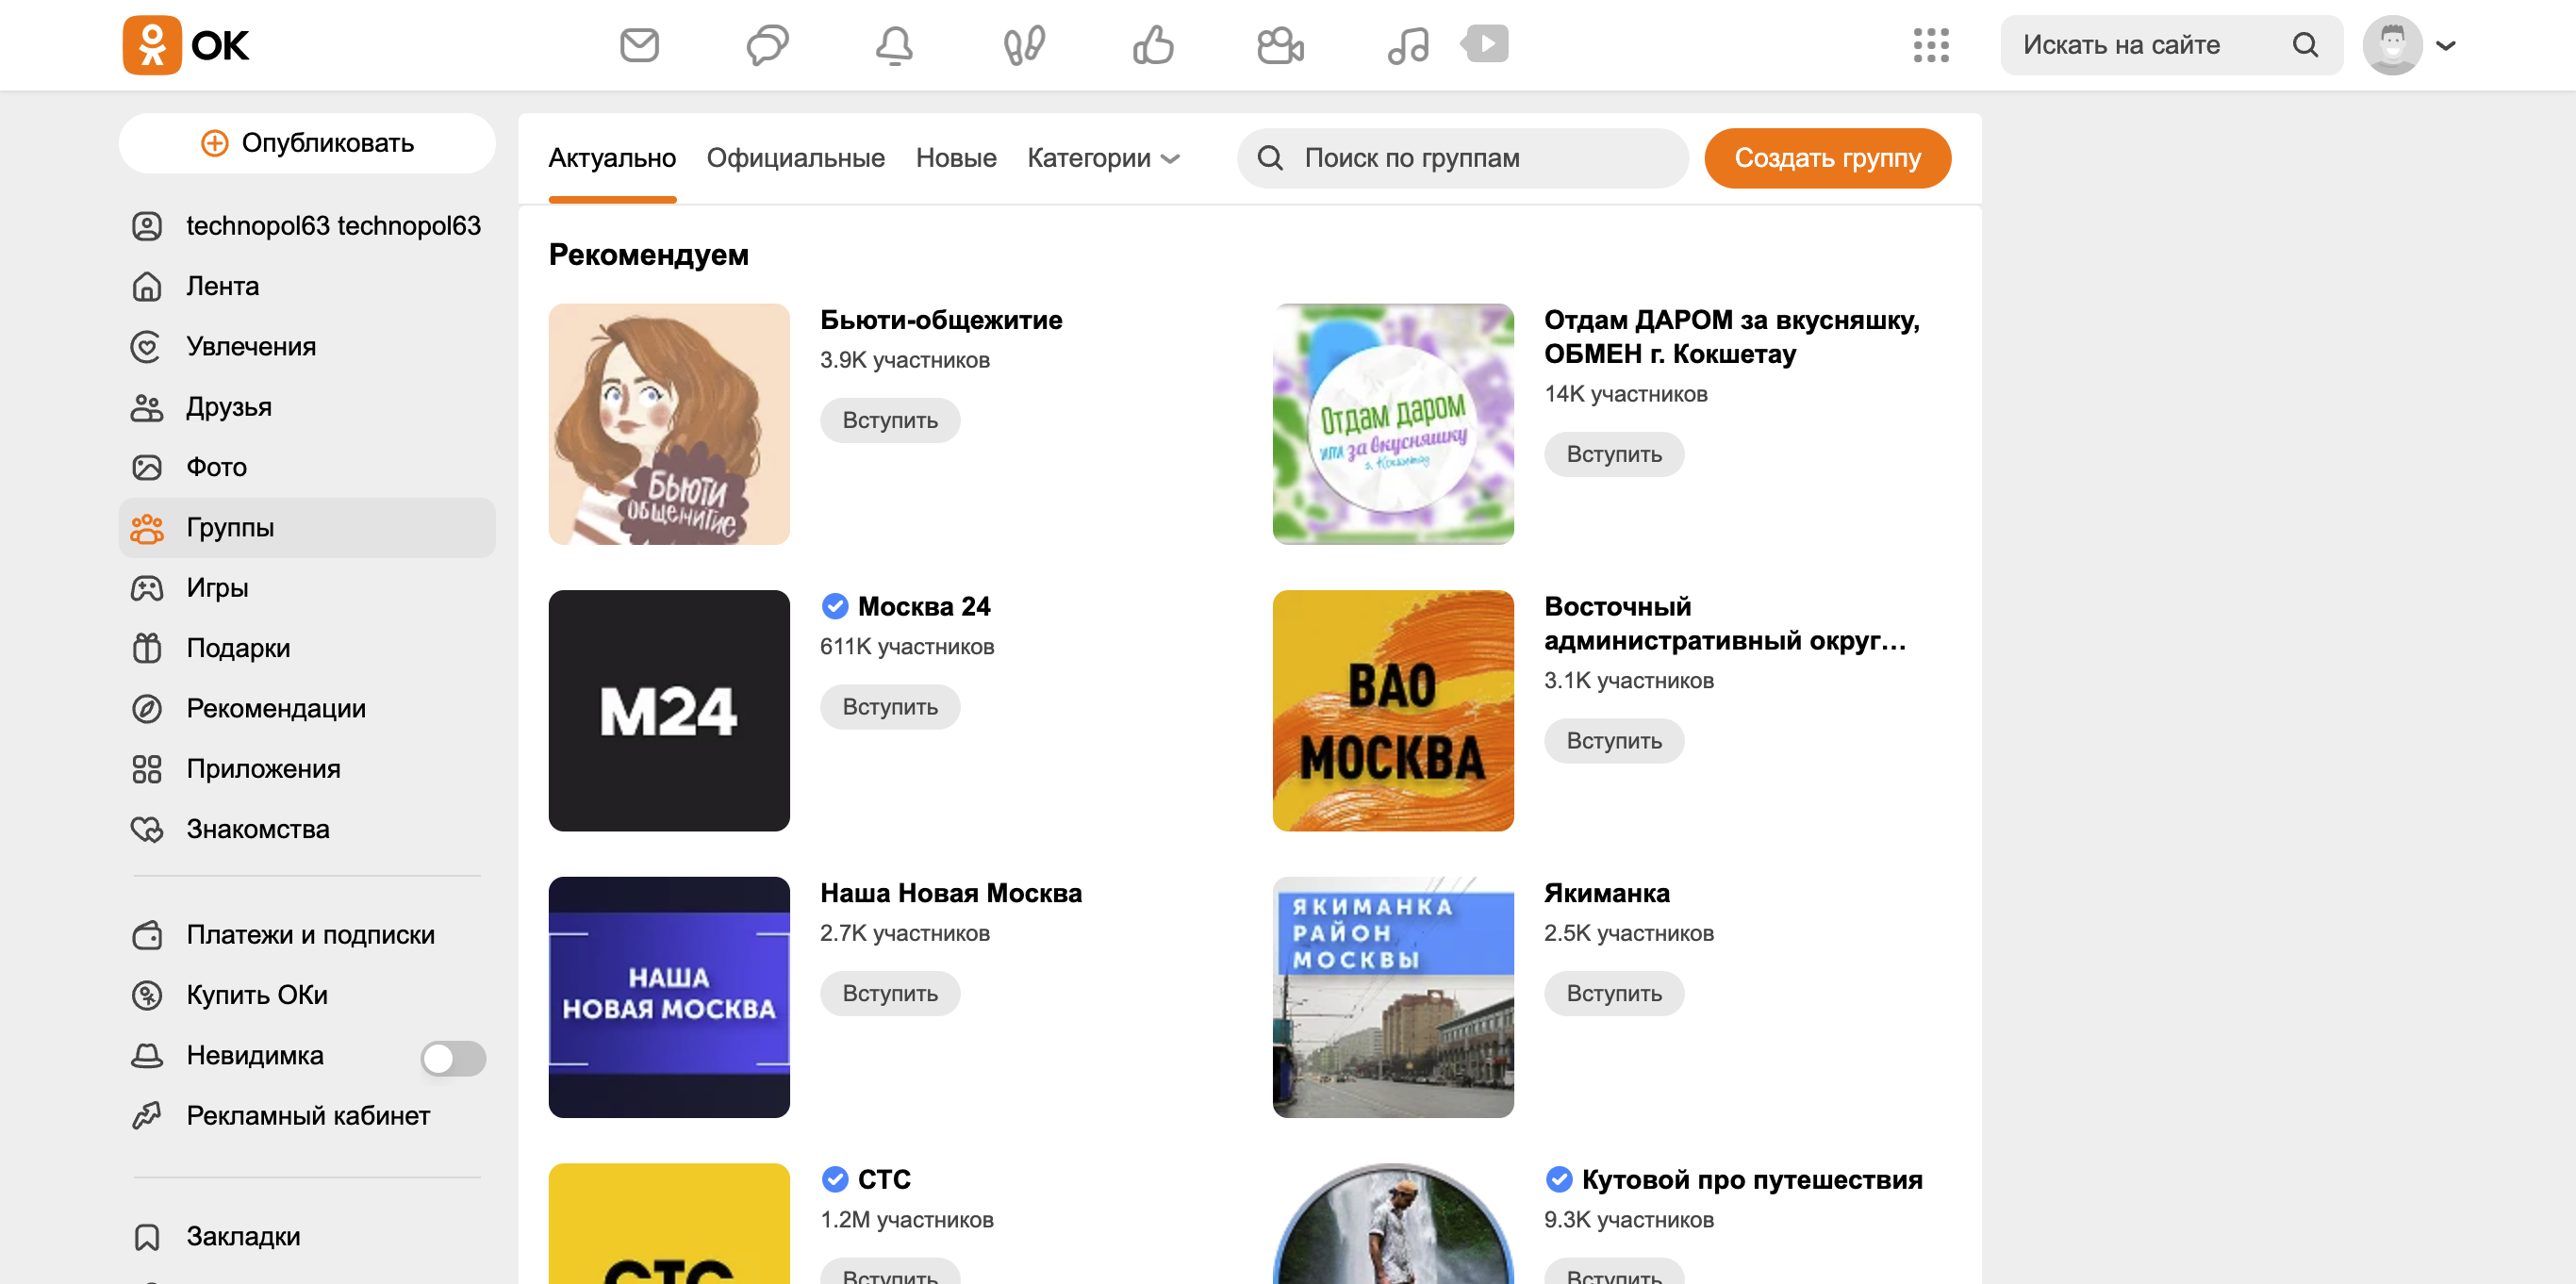 OK
Искать на сайте
Опубликовать
technopol63 technopol63
Лента
Увлечения
Друзья
Фото
Группы
Игры
Подарки
Рекомендации
Приложения
Знакомства
Платежи и подписки
Купить ОКи
Невидимка
Рекламный кабинет
Закладки
Актуально Официальные Новые Категории
Поиск по группам
Создать группу
Рекомендуем
БЬЮТИ
ОБЩЕЖИТИЕ
Бьюти-общежитие
3.9K участников
Вступить
Отдам даром
или за вкусняшку
г. Кокшетау
Отдам ДАРОМ за вкусняшку,
ОБМЕН г. Кокшетау
14K участников
Вступить
М24
Москва 24
611K участников
Вступить
ВАО
МОСКВА
Восточный
административный округ…
3.1K участников
Вступить
НАША
НОВАЯ МОСКВА
Наша Новая Москва
2.7K участников
Вступить
ЯКИМАНКА
РАЙОН
МОСКВЫ
Якиманка
2.5K участников
Вступить
СТС
СТС
1.2M участников
Вступить
Кутовой про путешествия
9.3K участников
Вступить